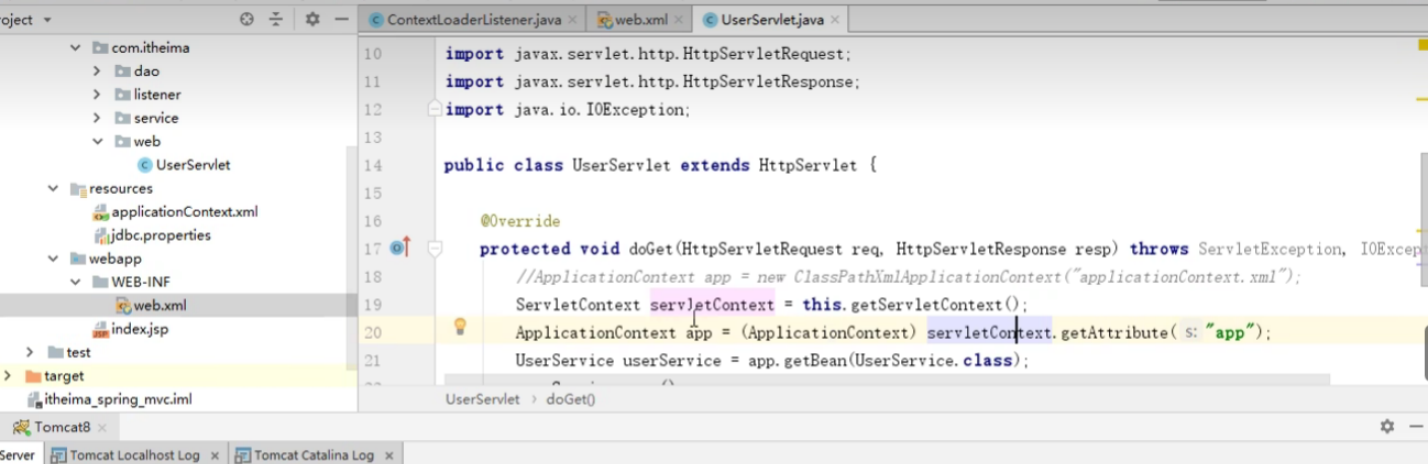 oject
ContextLoaderListener.java
web.xml
UserServlet.java
com.itheima
dao
listener
service
web
UserServlet
resources
applicationContext.xml
jdbc.properties
webapp
WEB-INF
web.xml
index.jsp
test
target
itheima_spring_mvc.iml
10 import javax.servlet.http.HttpServletRequest;
11 import javax.servlet.http.HttpServletResponse;
12 import java.io.IOException;
13
14 public class UserServlet extends HttpServlet {
15
16 @Override
17 protected void doGet(HttpServletRequest req, HttpServletResponse resp) throws ServletException, IOExcep
18 //ApplicationContext app = new ClassPathXmlApplicationContext("applicationContext.xml");
19 ServletContext servletContext = this.getServletContext();
20 ApplicationContext app = (ApplicationContext) servletContext.getAttribute( s: "app");
21 UserService userService = app.getBean(UserService.class);
UserServlet › doGet()
Tomcat8
Server
Tomcat Localhost Log
Tomcat Catalina Log